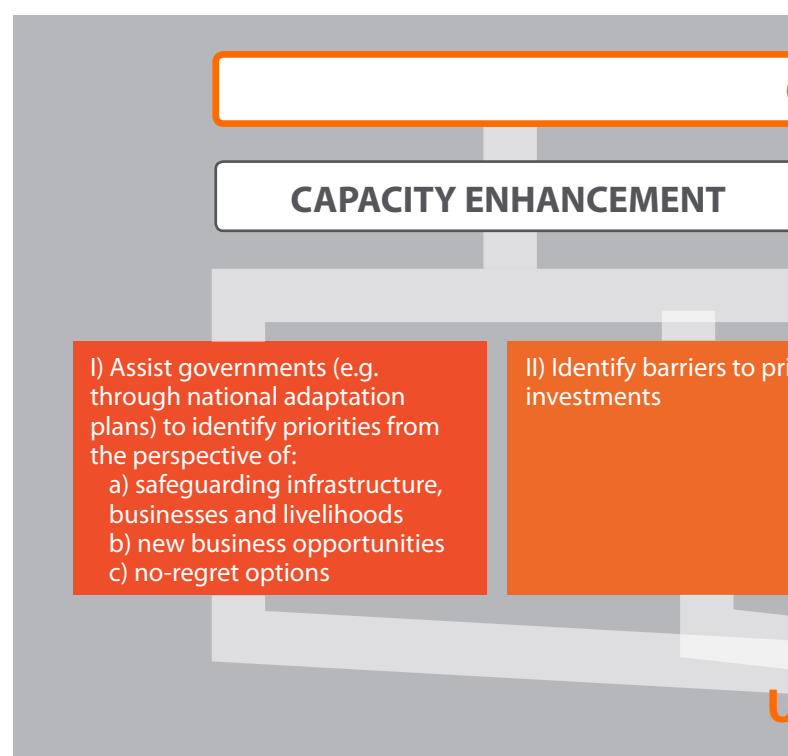 CAPACITY ENHANCEMENT
I) Assist governments (e.g.
through national adaptation
plans) to identify priorities from
the perspective of:
a) safeguarding infrastructure,
businesses and livelihoods
b) new business opportunities
c) no-regret options
II) Identify barriers to pri
investments
U